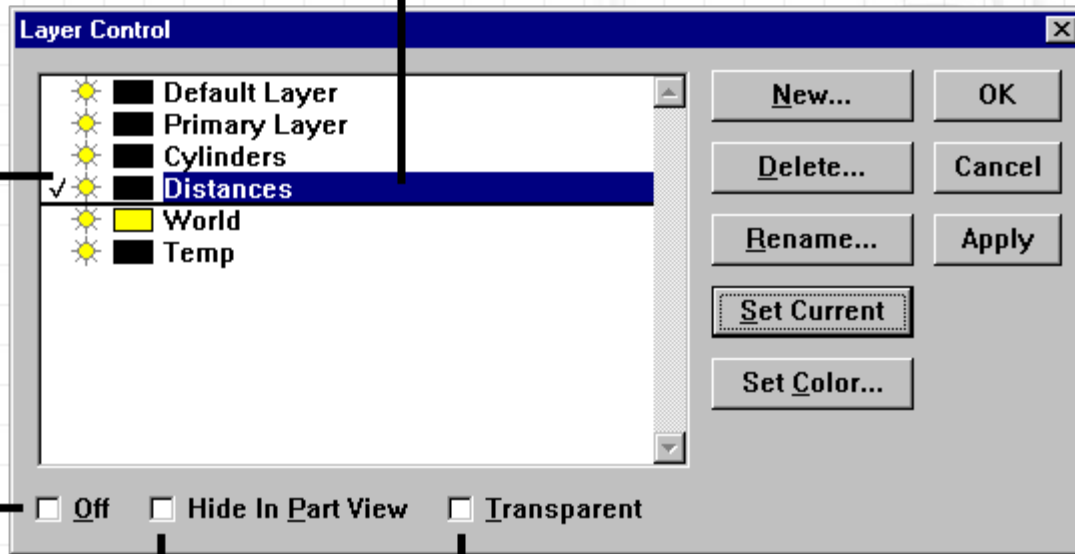 Layer Control
Default Layer
Primary Layer
Cylinders
Distances
World
Temp
New...
OK
Delete...
Cancel
Rename...
Apply
Set Current
Set Color...
Off
Hide In Part View
Transparent